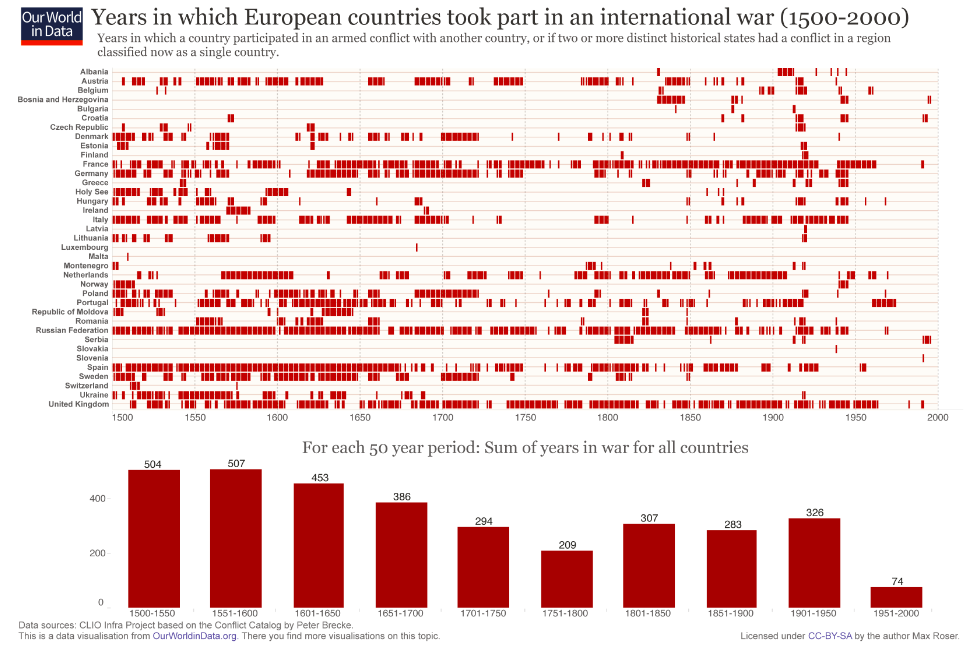 Our World
in Data
Years in which European countries took part in an international war (1500-2000)
Years in which a country participated in an armed conflict with another country, or if two or more distinct historical states had a conflict in a region
classified now as a single country.
Albania
Austria
Belgium
Bosnia and Herzegovina
Bulgaria
Croatia
Czech Republic
Denmark
Estonia
Finland
France
Germany
Greece
Holy See
Hungary
Ireland
Italy
Latvia
Lithuania
Luxembourg
Malta
Montenegro
Netherlands
Norway
Poland
Portugal
Republic of Moldova
Romania
Russian Federation
Serbia
Slovakia
Slovenia
Spain
Sweden
Switzerland
Ukraine
United Kingdom
1500 1550 1600 1650 1700 1750 1800 1850 1900 1950 2000
For each 50 year period: Sum of years in war for all countries
504 507 453 386 294 209 307 283 326 74
400
200
0
1500-1550 1551-1600 1601-1650 1651-1700 1701-1750 1751-1800 1801-1850 1851-1900 1901-1950 1951-2000
Data sources: CLIO Infra Project based on the Conflict Catalog by Peter Brecke.
This is a data visualisation from OurWorldinData.org. There you find more visualisations on this topic.
Licensed under CC-BY-SA by the author Max Roser.